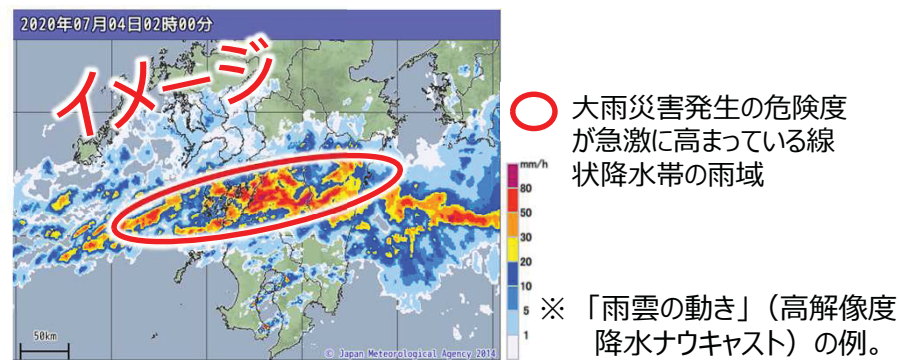 2020年07月04日02時00分
イメージ
大雨災害発生の危険度
が急激に高まっている線
状降水帯の雨域
mm/h
80
50
30
20
10
5
1
※ 「雨雲の動き」（高解像度
降水ナウキャスト）の例。
50km
© Japan Meteorological Agency 2014